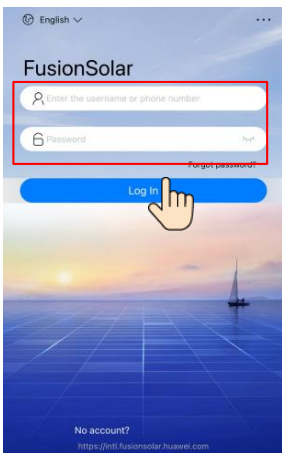 English
FusionSolar
Enter the username or phone number
Password
Forgot password?
Log In
No account?
https://intl.fusionsolar.huawei.com